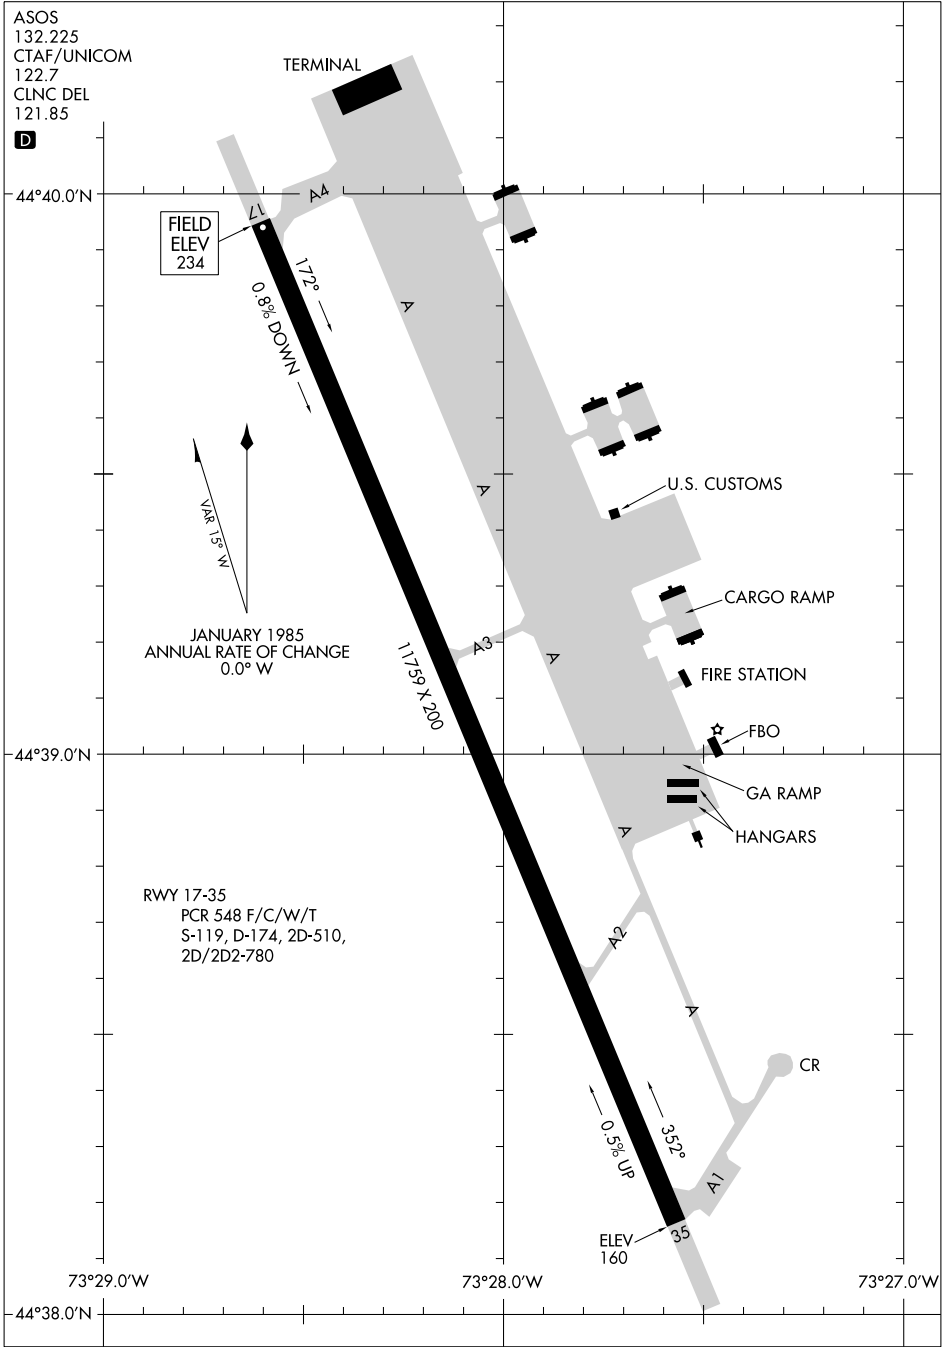 ASOS
132.225
CTAF/UNICOM
122.7
CLNC DEL
121.85
D
TERMINAL
44°40.0'N
A4
17
FIELD
ELEV
234
172°
0.8% DOWN
A
A
U.S. CUSTOMS
VAR 15° W
CARGO RAMP
JANUARY 1985
ANNUAL RATE OF CHANGE
0.0° W
A3
A
11759 X 200
FIRE STATION
FBO
44°39.0'N
GA RAMP
HANGARS
A
RWY 17-35
PCR 548 F/C/W/T
S-119, D-174, 2D-510,
2D/2D2-780
A2
A
CR
0.5% UP
352°
A1
35
ELEV
160
73°29.0'W
73°28.0'W
73°27.0'W
44°38.0'N